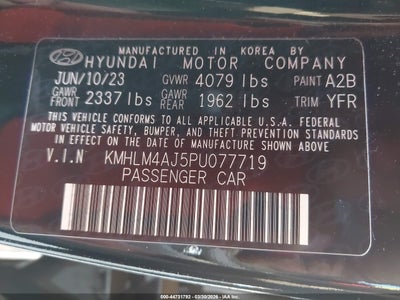 MANUFACTURED IN KOREA BY
HYUNDAI MOTOR COMPANY
JUN/10/23 GVWR 4079 lbs PAINT A2B
GAWR FRONT 2337 lbs GAWR REAR 1962 lbs TRIM YFR
THIS VEHICLE CONFORMS TO ALL APPLICABLE U.S.A. FEDERAL
MOTOR VEHICLE SAFETY, BUMPER, AND THEFT PREVENTION STANDARDS
IN EFFECT ON THE DATE OF MANUFACTURE SHOWN ABOVE
V.I.N KMHLM4AJ5PU077719
PASSENGER CAR
000-44731792 - 03/30/2026 - IAA Inc.